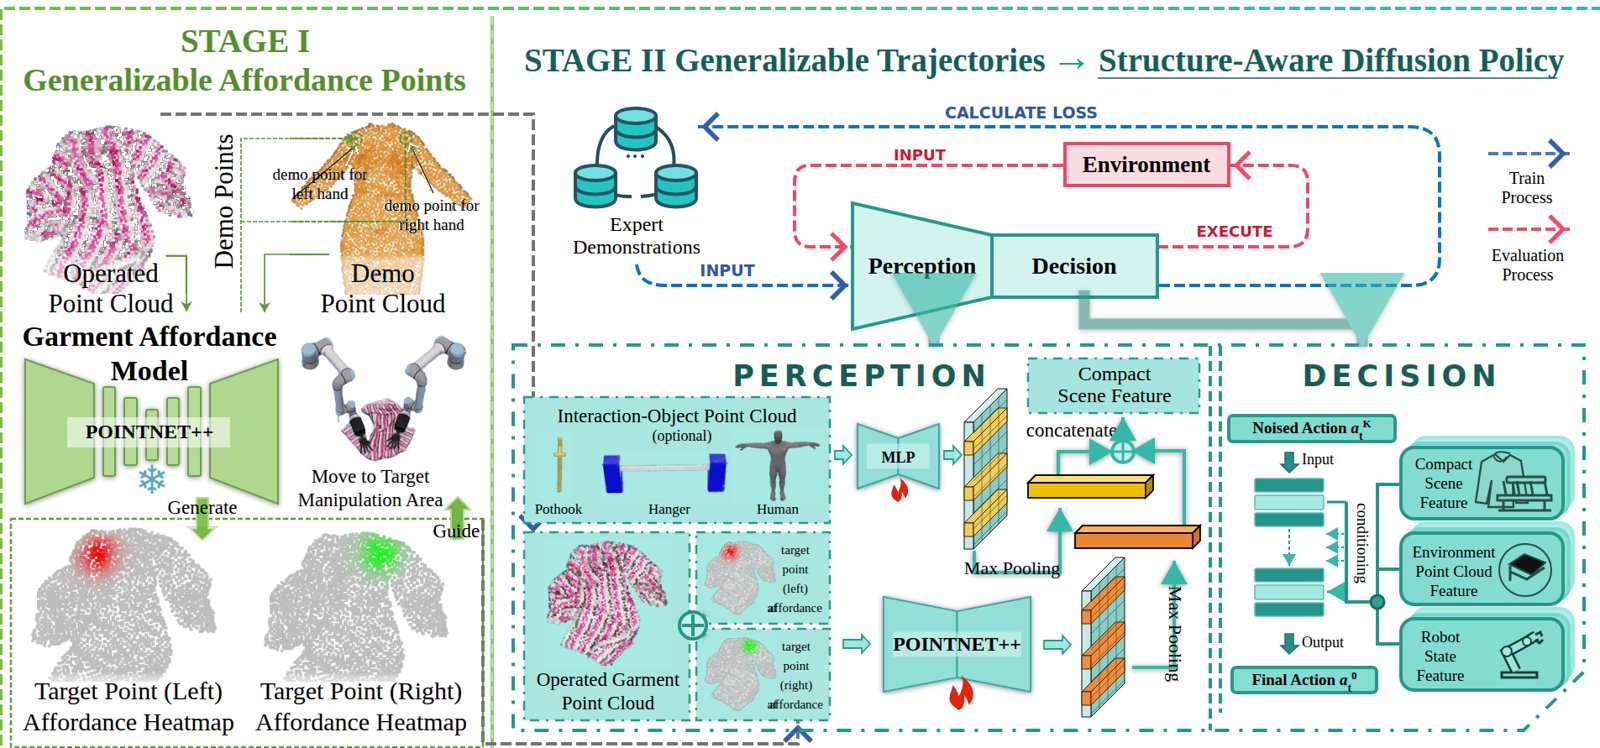 STAGE I
Generalizable Affordance Points
Demo Points
demo point for
left hand
demo point for
right hand
Operated
Point Cloud
Demo
Point Cloud
Garment Affordance
Model
POINTNET++
Generate
Move to Target
Manipulation Area
Guide
Target Point (Left)
Affordance Heatmap
Target Point (Right)
Affordance Heatmap
STAGE II Generalizable Trajectories → Structure-Aware Diffusion Policy
Expert
Demonstrations
CALCULATE LOSS
INPUT
Environment
EXECUTE
INPUT
Perception
Decision
Train
Process
Evaluation
Process
PERCEPTION
Interaction-Object Point Cloud
(optional)
Pothook
Hanger
Human
Operated Garment
Point Cloud
target
point
(left)
affordance
target
point
(right)
affordance
MLP
POINTNET++
Max Pooling
Max Pooling
concatenate
Compact
Scene Feature
DECISION
Noised Action a_t^K
Input
conditioning
Output
Final Action a_t^0
Compact
Scene
Feature
Environment
Point Cloud
Feature
Robot
State
Feature